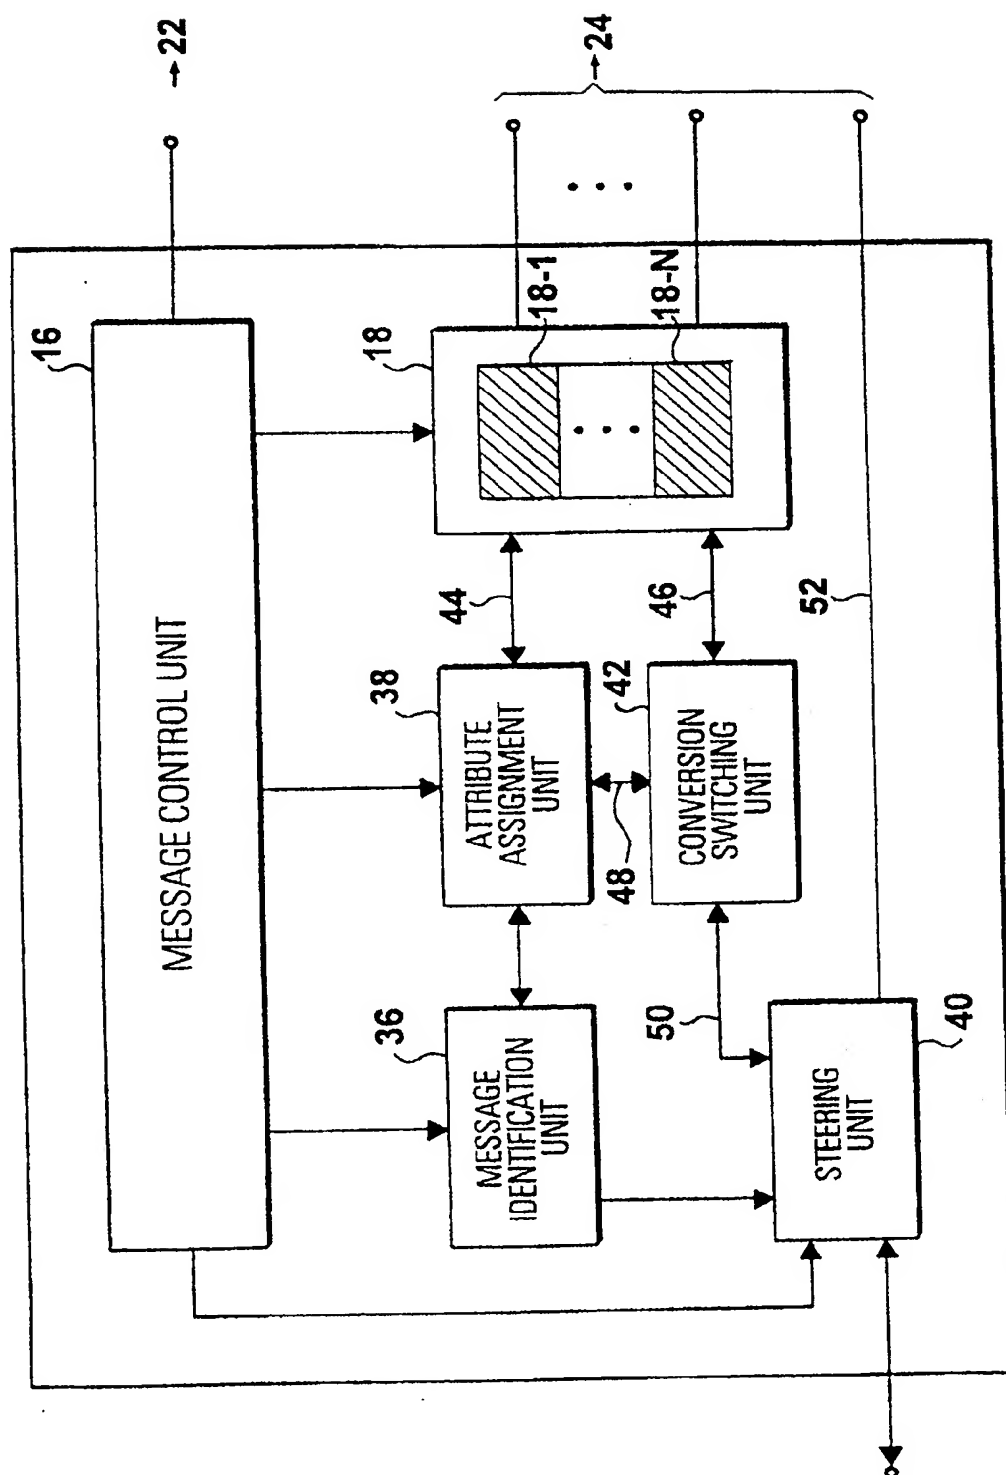 →22
16
MESSAGE CONTROL UNIT
→24
18
18-1
18-N
44
46
52
38
ATTRIBUTE
ASSIGNMENT
UNIT
42
CONVERSION
SWITCHING
UNIT
48
36
MESSAGE
IDENTIFICATION
UNIT
50
40
STEERING
UNIT